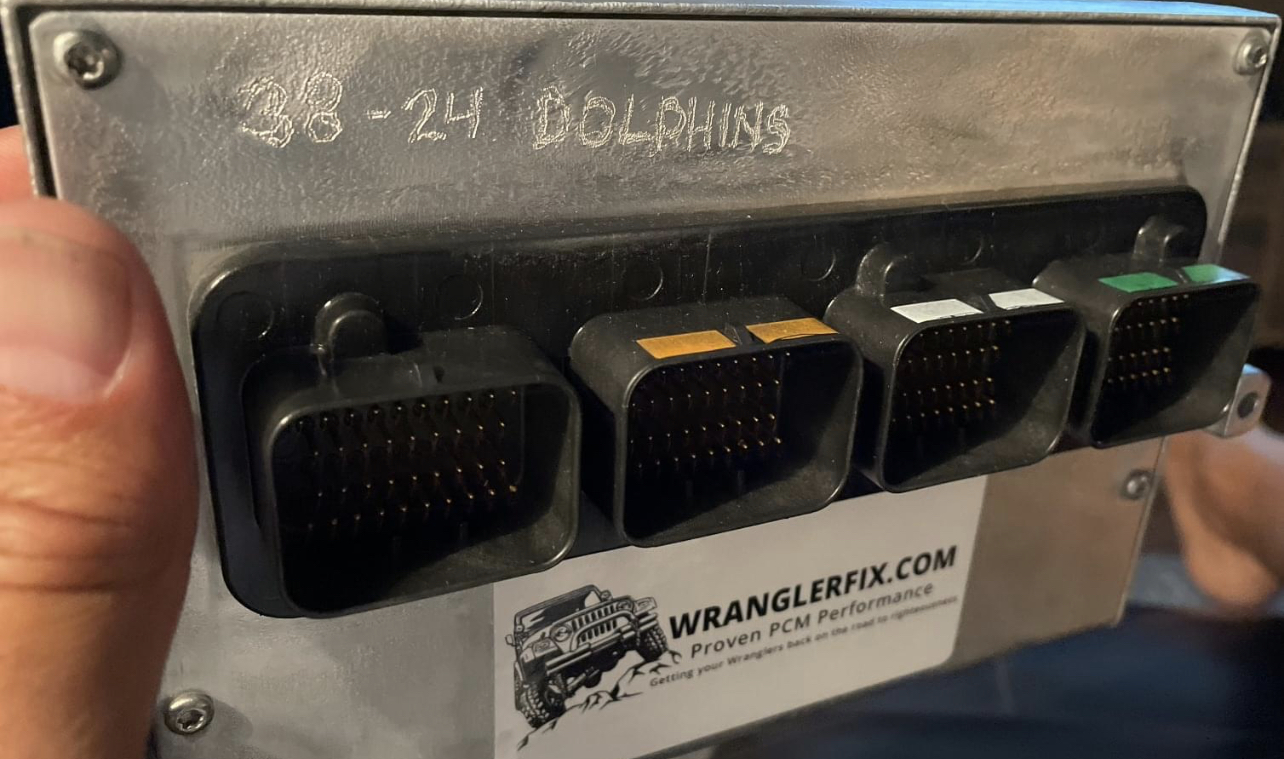 38-24 DOLPHINS
WRANGLERFIX.COM
Proven PCM Performance
Getting your Wranglers back on the road to righteousness